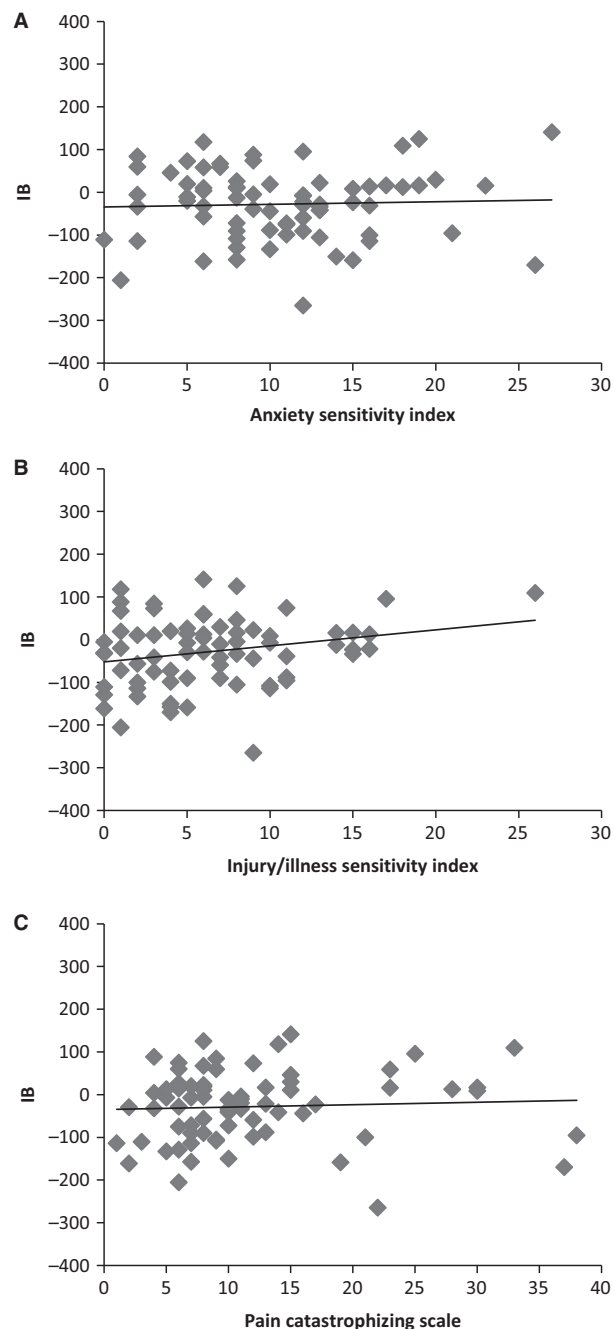 A
400
300
200
100
0
−100
−200
−300
−400
IB
0 5 10 15 20 25 30
Anxiety sensitivity index
B
400
300
200
100
0
−100
−200
−300
−400
IB
0 5 10 15 20 25 30
Injury/illness sensitivity index
C
400
300
200
100
0
−100
−200
−300
−400
IB
0 5 10 15 20 25 30 35 40
Pain catastrophizing scale